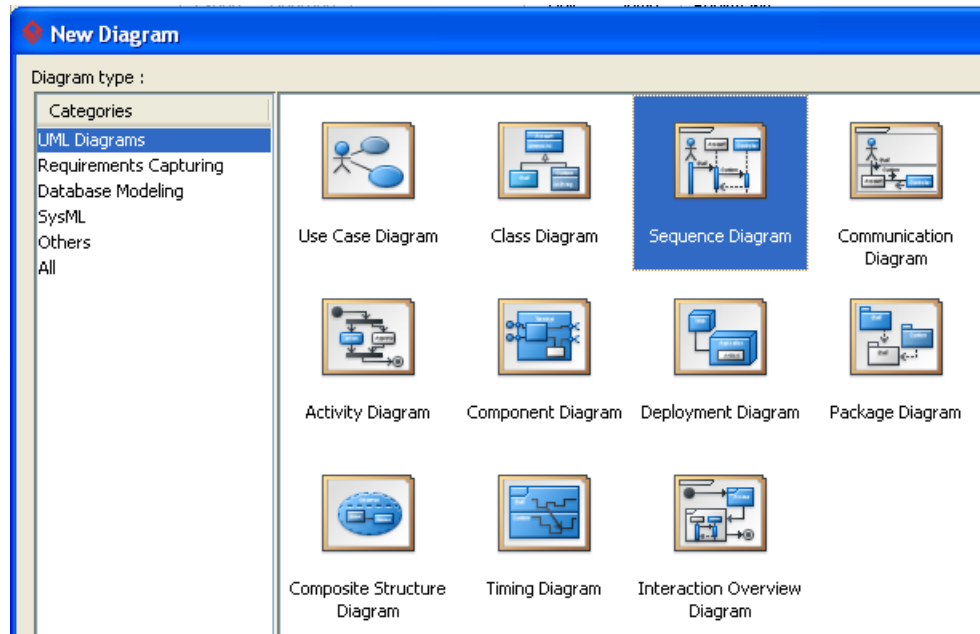 New Diagram
Diagram type :
Categories
UML Diagrams
Requirements Capturing
Database Modeling
SysML
Others
All
Use Case Diagram
Class Diagram
Sequence Diagram
Communication
Diagram
Activity Diagram
Component Diagram
Deployment Diagram
Package Diagram
Composite Structure
Diagram
Timing Diagram
Interaction Overview
Diagram